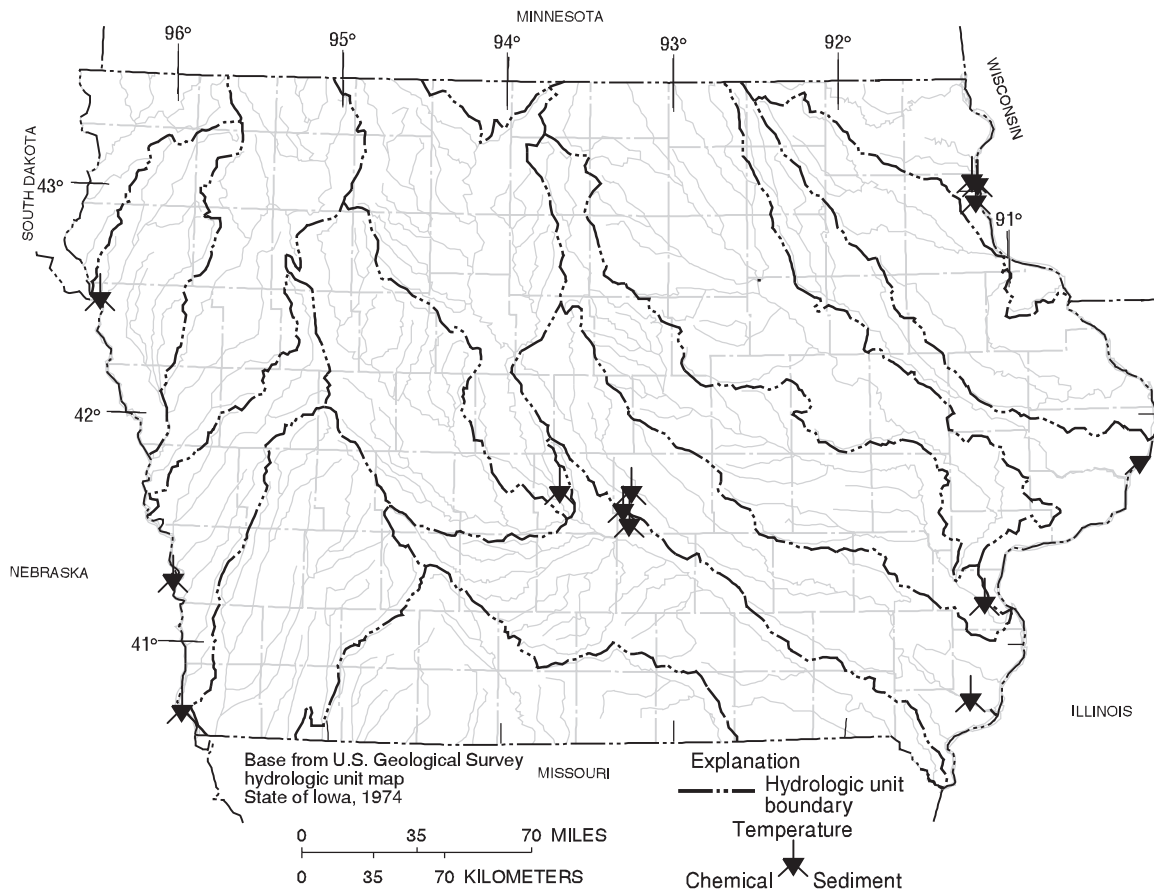 MINNESOTA
96°
95°
94°
93°
92°
WISCONSIN
SOUTH DAKOTA
43°
91°
42°
NEBRASKA
41°
ILLINOIS
Base from U.S. Geological Survey
hydrologic unit map
State of Iowa, 1974
MISSOURI
Explanation
Hydrologic unit
boundary
Temperature
Chemical Sediment
0 35 70 MILES
0 35 70 KILOMETERS